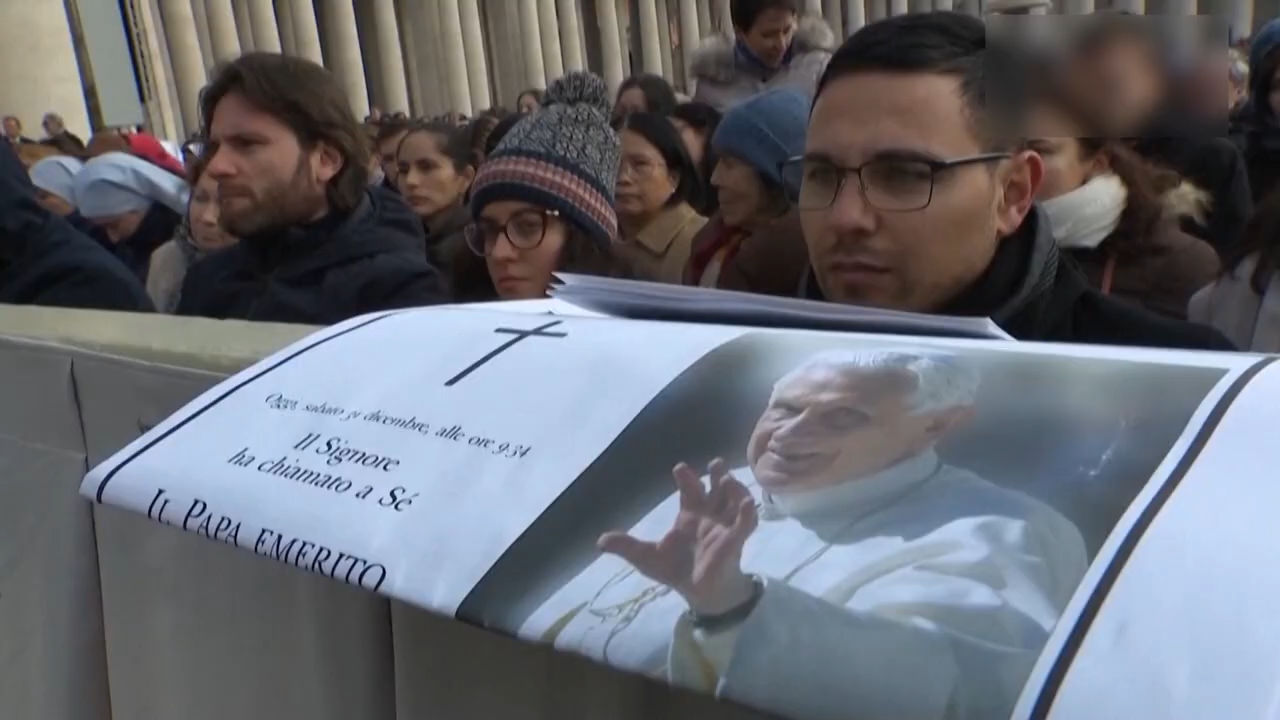 Oggi, sabato 31 dicembre, alle ore 9.34
Il Signore
ha chiamato a Sé
IL PAPA EMERITO